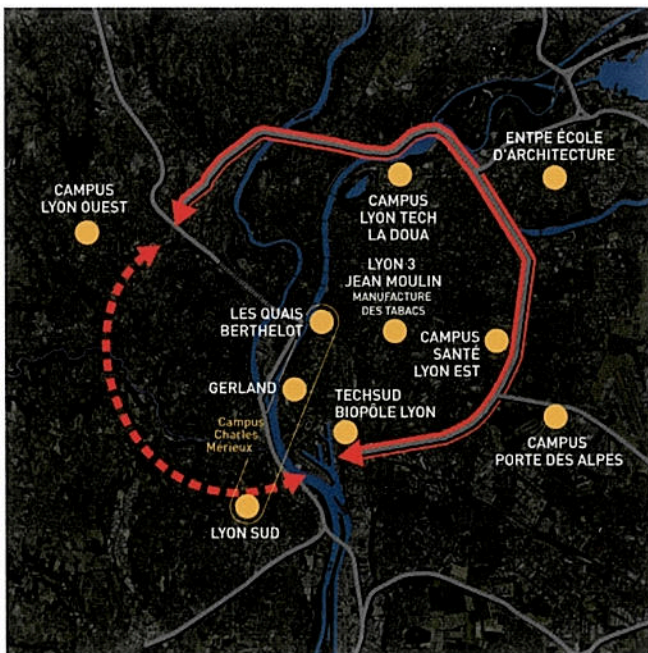 ENTPE ÉCOLE
D'ARCHITECTURE
CAMPUS
LYON OUEST
CAMPUS
LYON TECH
LA DOUA
LYON 3
JEAN MOULIN
MANUFACTURE
DES TABACS
LES QUAIS
BERTHELOT
CAMPUS
SANTÉ
LYON EST
GERLAND
TECHSUD
BIOPÔLE LYON
Campus
Charles
Mérieux
CAMPUS
PORTE DES ALPES
LYON SUD